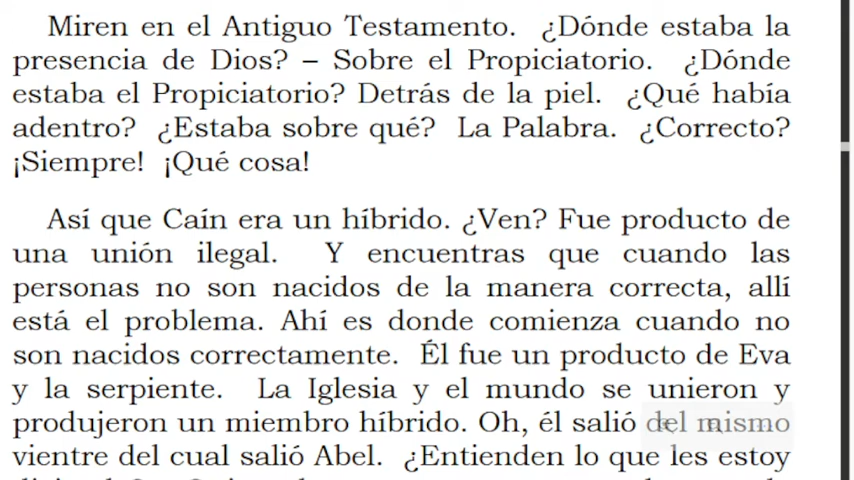 Miren en el Antiguo Testamento. ¿Dónde estaba la
presencia de Dios? – Sobre el Propiciatorio. ¿Dónde
estaba el Propiciatorio? Detrás de la piel. ¿Qué había
adentro? ¿Estaba sobre qué? La Palabra. ¿Correcto?
¡Siempre! ¡Qué cosa!
Así que Caín era un híbrido. ¿Ven? Fue producto de
una unión ilegal. Y encuentras que cuando las
personas no son nacidos de la manera correcta, allí
está el problema. Ahí es donde comienza cuando no
son nacidos correctamente. Él fue un producto de Eva
y la serpiente. La Iglesia y el mundo se unieron y
produjeron un miembro híbrido. Oh, él salió del mismo
vientre del cual salió Abel. ¿Entienden lo que les estoy